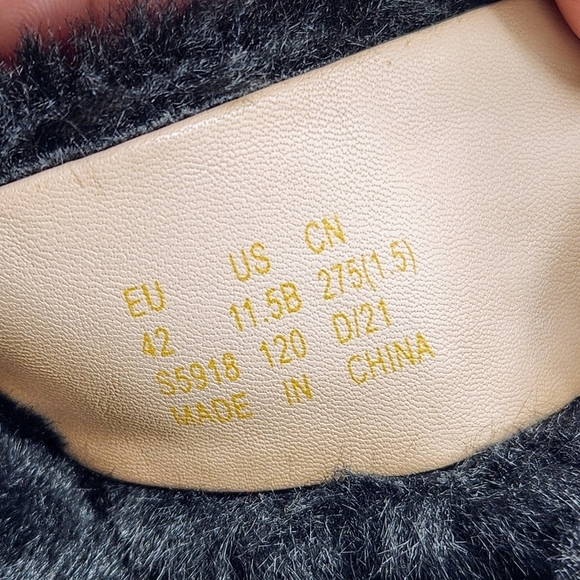 EU US CN
42 11.5B 275(1.5)
S5918 120 D/21
MADE IN CHINA